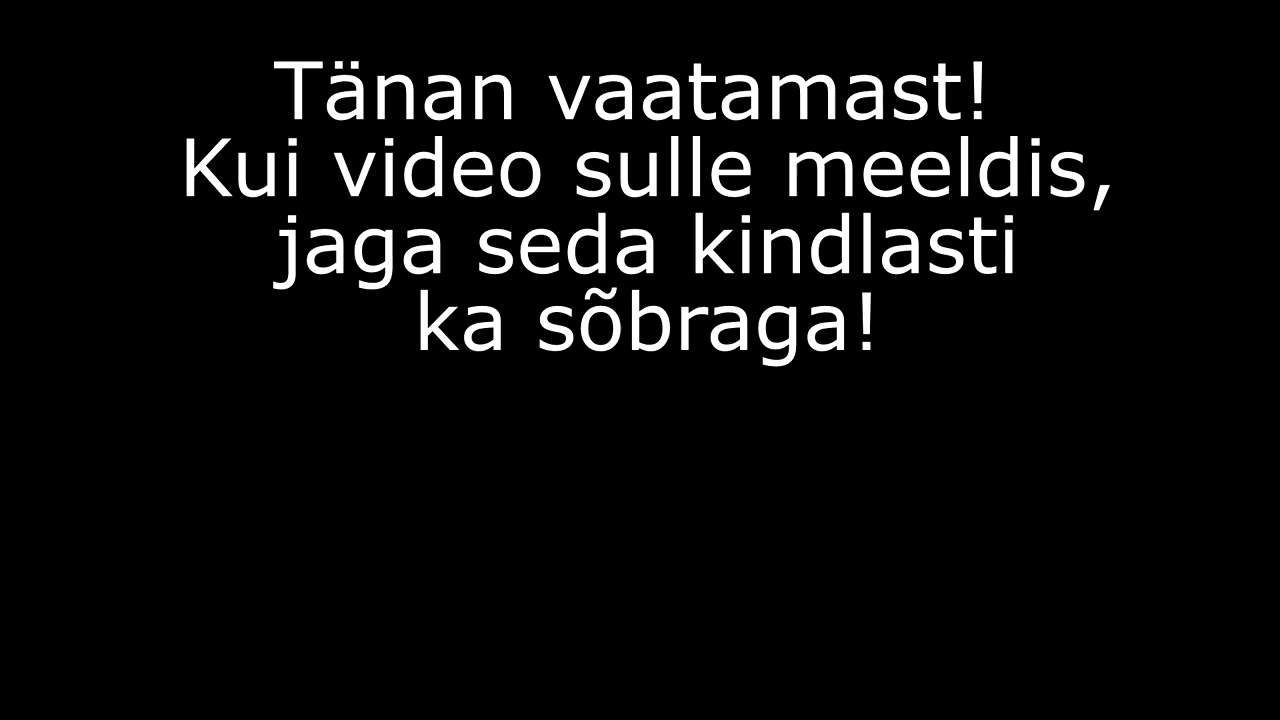 Tänan vaatamast!
Kui video sulle meeldis,
jaga seda kindlasti
ka sõbraga!